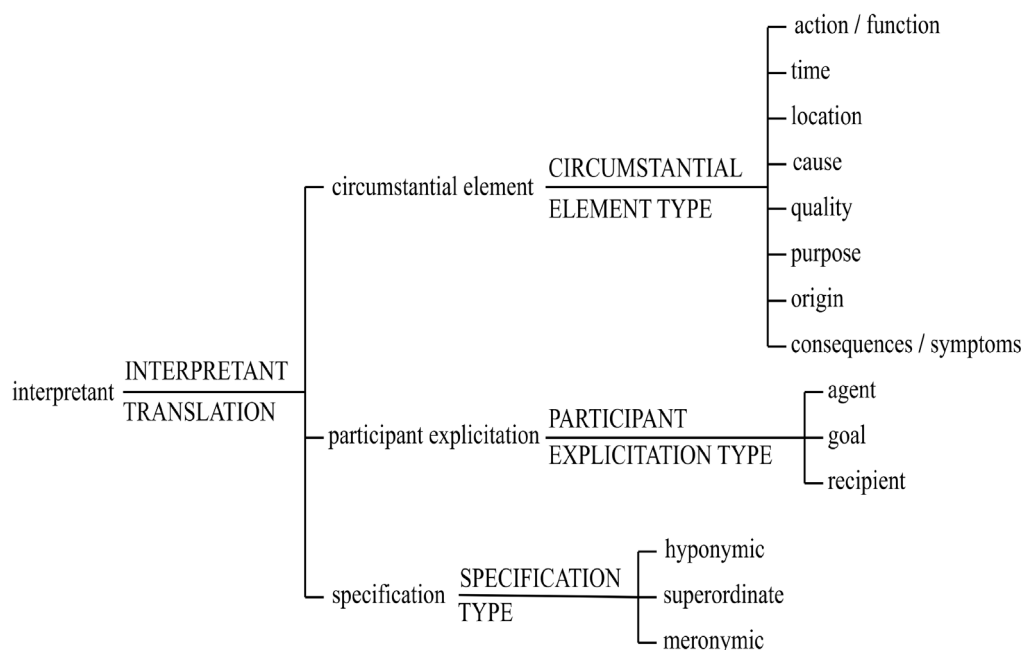 action / function
time
location
cause
circumstantial element
CIRCUMSTANTIAL
ELEMENT TYPE
quality
purpose
origin
consequences / symptoms
interpretant
INTERPRETANT
TRANSLATION
agent
participant explicitation
PARTICIPANT
EXPLICITATION TYPE
goal
recipient
hyponymic
specification
SPECIFICATION
TYPE
superordinate
meronymic